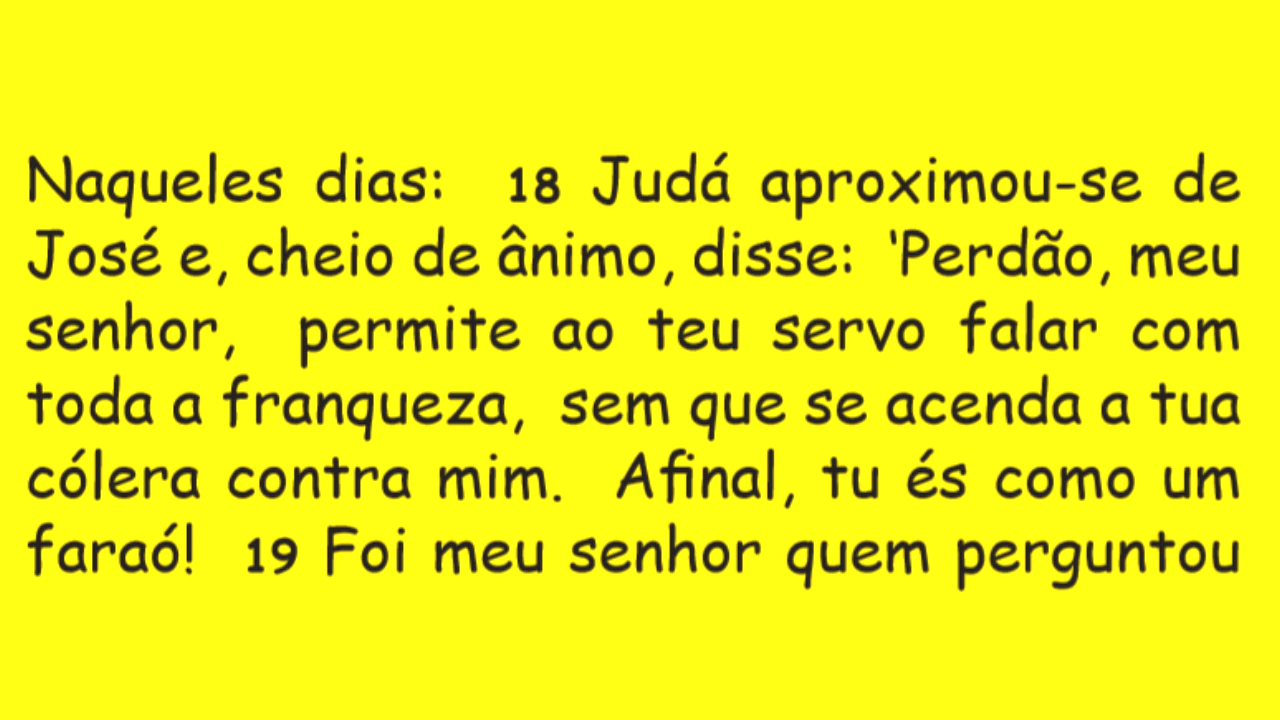 Naqueles dias: 18 Judá aproximou-se de
José e, cheio de ânimo, disse: 'Perdão, meu
senhor, permite ao teu servo falar com
toda a franqueza, sem que se acenda a tua
cólera contra mim. Afinal, tu és como um
faraó! 19 Foi meu senhor quem perguntou